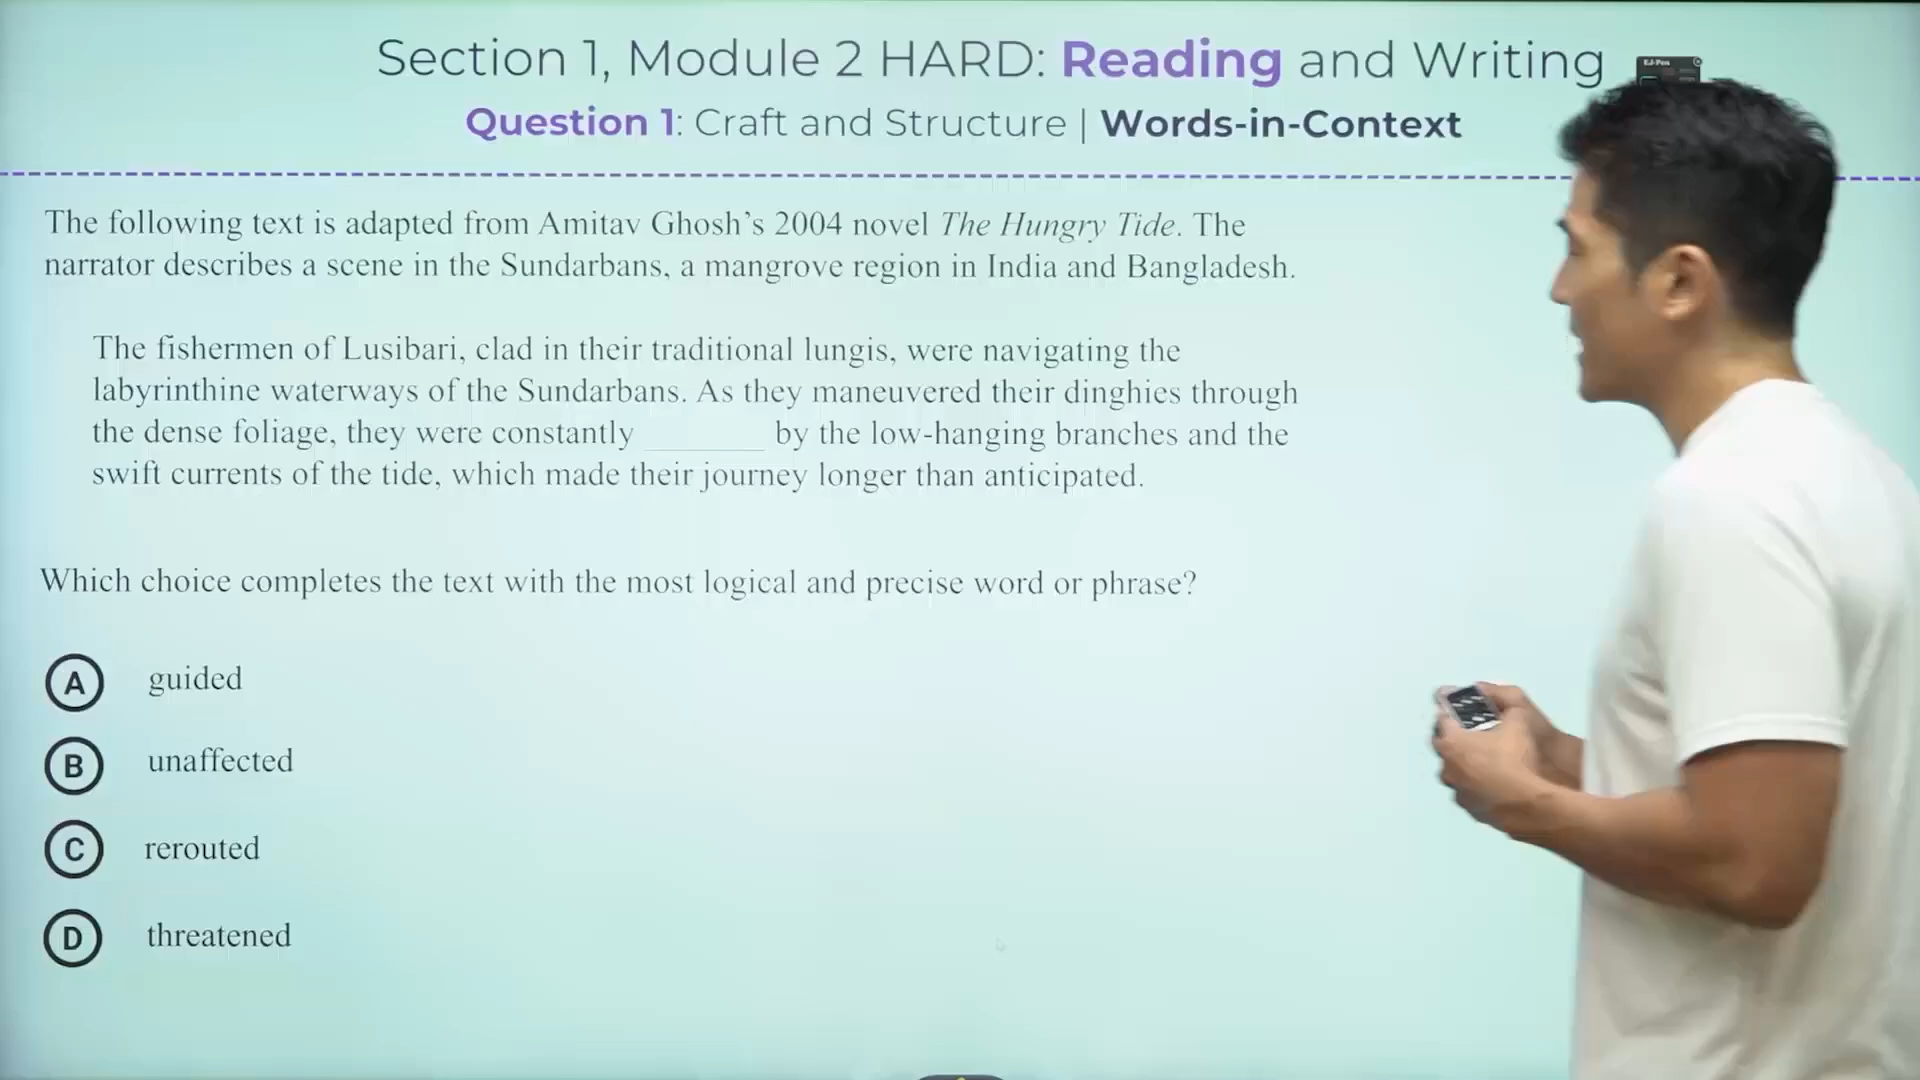 Section 1, Module 2 HARD: Reading and Writing
EJ-Pen
Question 1: Craft and Structure | Words-in-Context
The following text is adapted from Amitav Ghosh's 2004 novel The Hungry Tide. The
narrator describes a scene in the Sundarbans, a mangrove region in India and Bangladesh.
The fishermen of Lusibari, clad in their traditional lungis, were navigating the
labyrinthine waterways of the Sundarbans. As they maneuvered their dinghies through
the dense foliage, they were constantly ________ by the low-hanging branches and the
swift currents of the tide, which made their journey longer than anticipated.
Which choice completes the text with the most logical and precise word or phrase?
A guided
B unaffected
C rerouted
D threatened